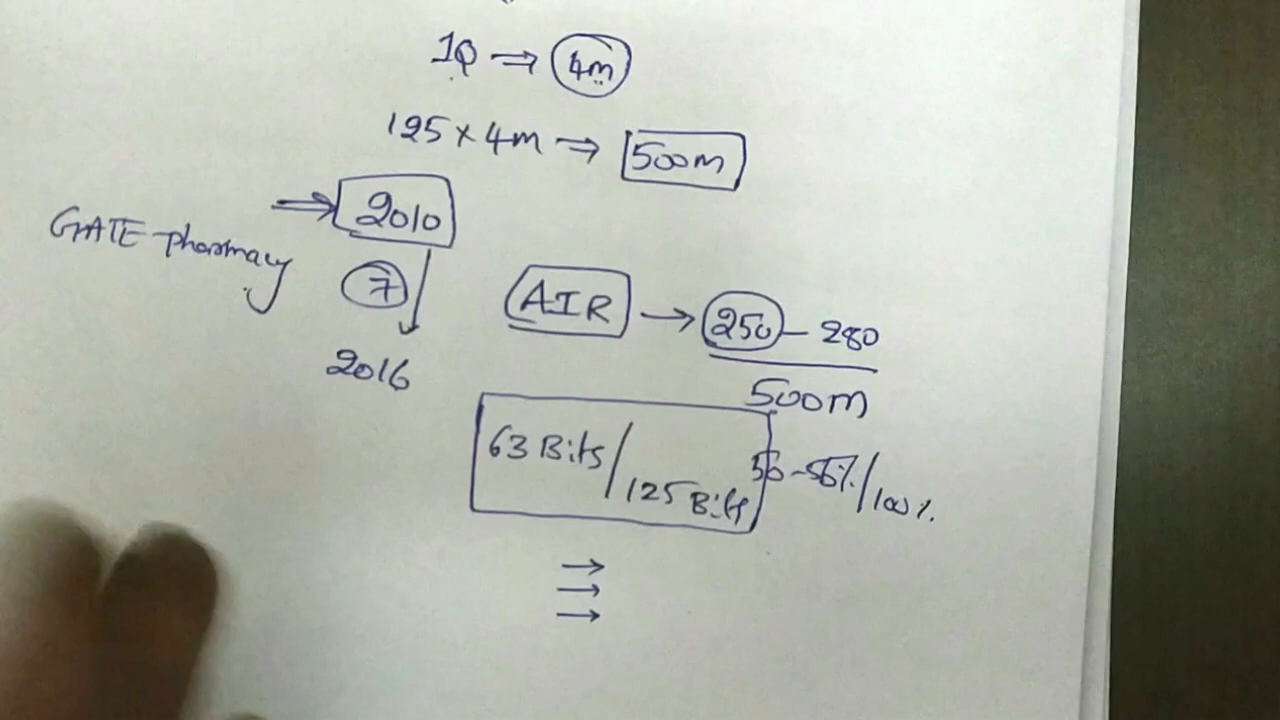 1Q ⇒ 4m
125 × 4m ⇒ 500m
GATE-pharmacy ⇒ 2010
7
2016
AIR → 250 - 280
500m
63 Bits / 125 Bits
50-56% / 100%
→
→
→